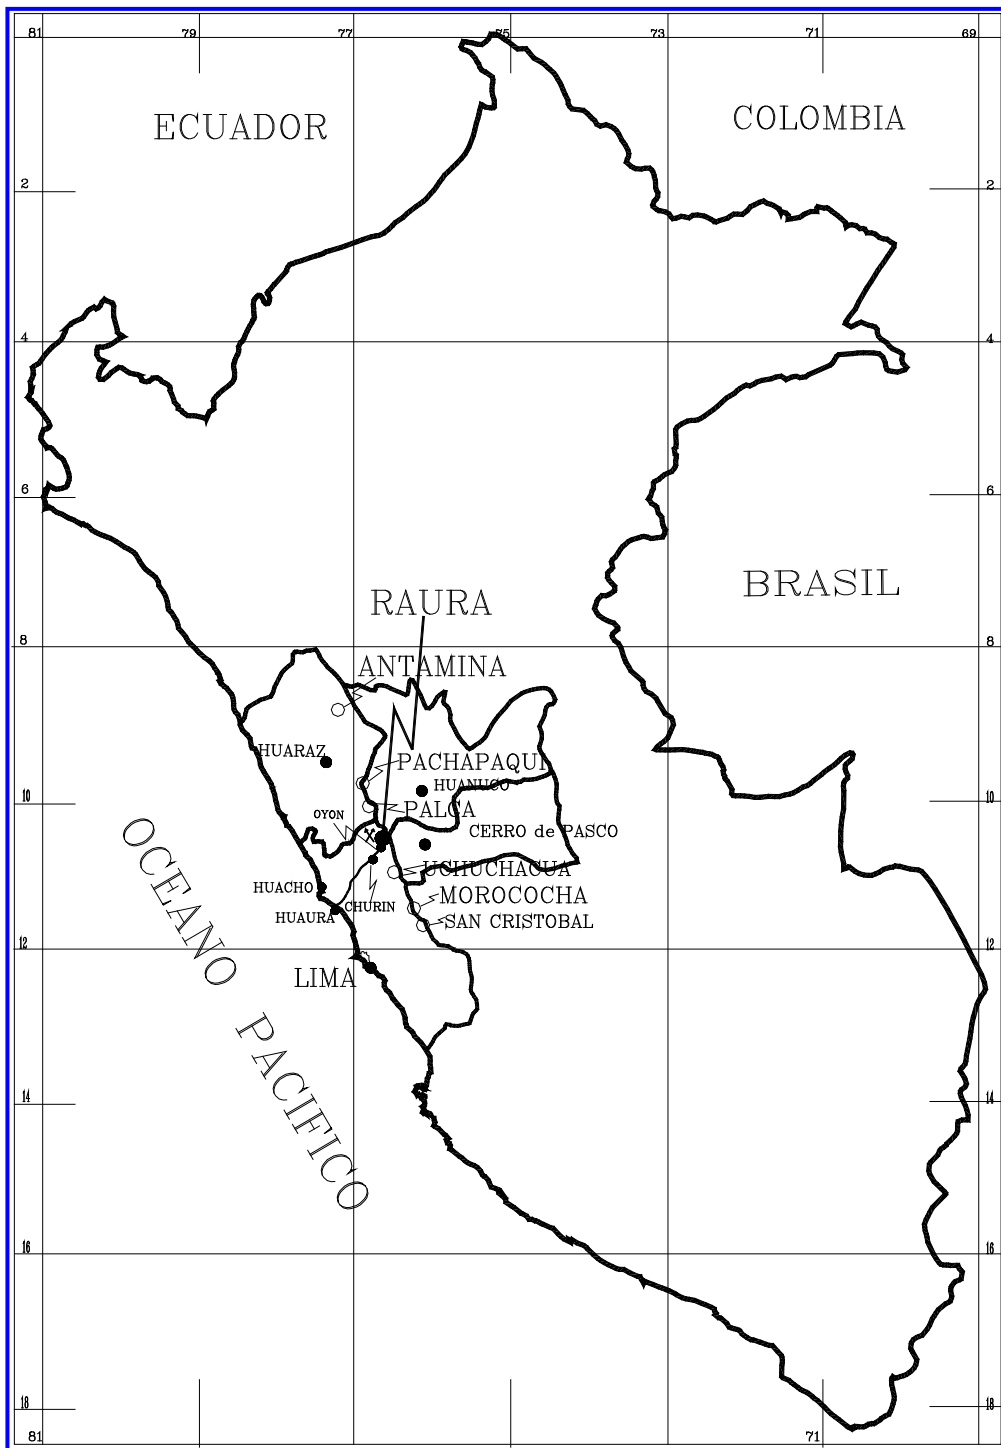 81 79 77 75 73 71 69
ECUADOR
COLOMBIA
2 2
4 4
6 6
BRASIL
RAURA
8 8
ANTAMINA
HUARAZ
PACHAPAQUI
HUANUCO
10 10
PALCA
OYON
CERRO de PASCO
UCHUCHACUA
HUACHO
MOROCOCHA
CHURIN
HUAURA
SAN CRISTOBAL
12 12
LIMA
OCEANO PACIFICO
14 14
16 16
18 18
81 71